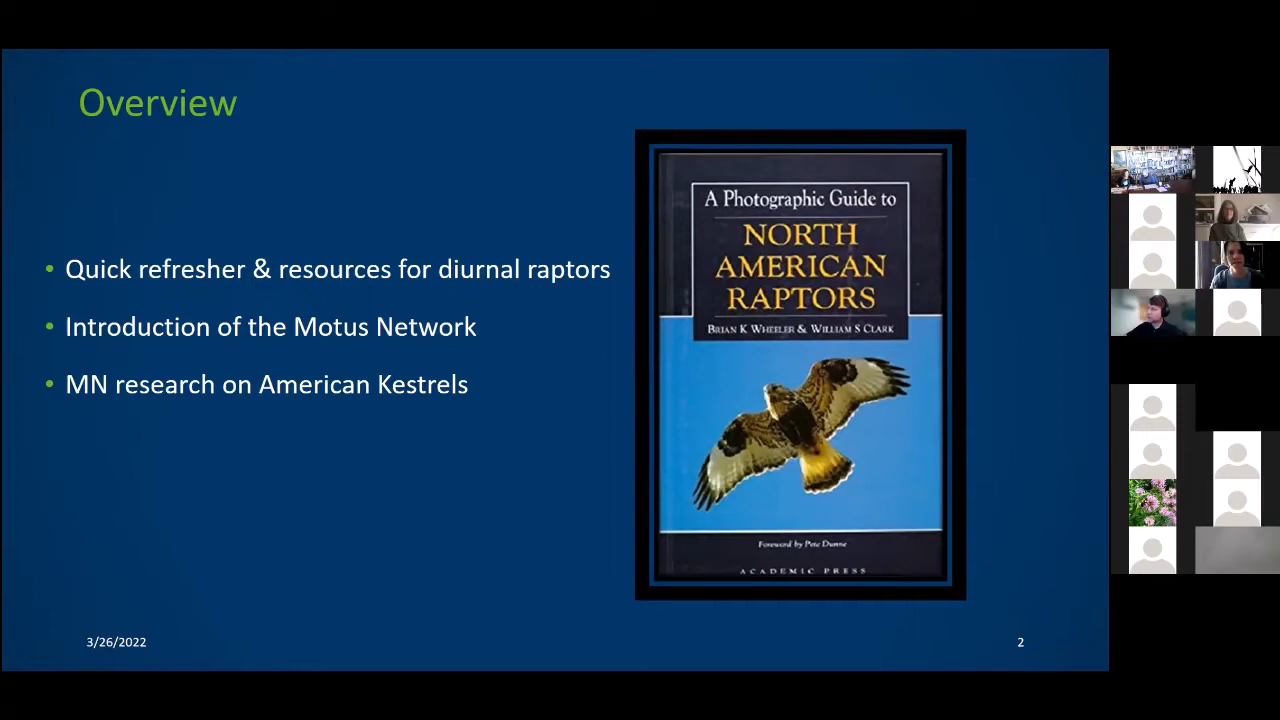 Overview
• Quick refresher & resources for diurnal raptors
• Introduction of the Motus Network
• MN research on American Kestrels
A Photographic Guide to
NORTH
AMERICAN
RAPTORS
BRIAN K WHEELER & WILLIAM S CLARK
Foreword by Pete Dunne
ACADEMIC PRESS
3/26/2022
2